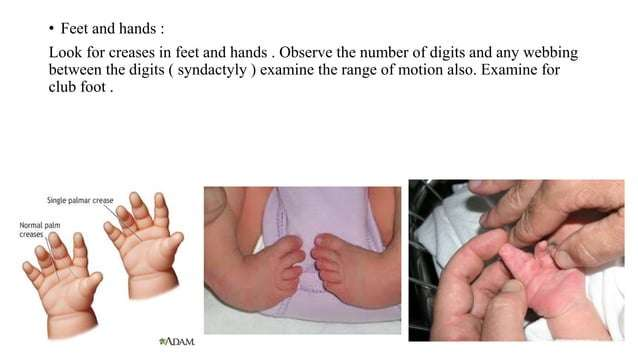 • Feet and hands :
Look for creases in feet and hands . Observe the number of digits and any webbing
between the digits ( syndactyly ) examine the range of motion also. Examine for
club foot .
Single palmar crease
Normal palm
creases
ADAM.